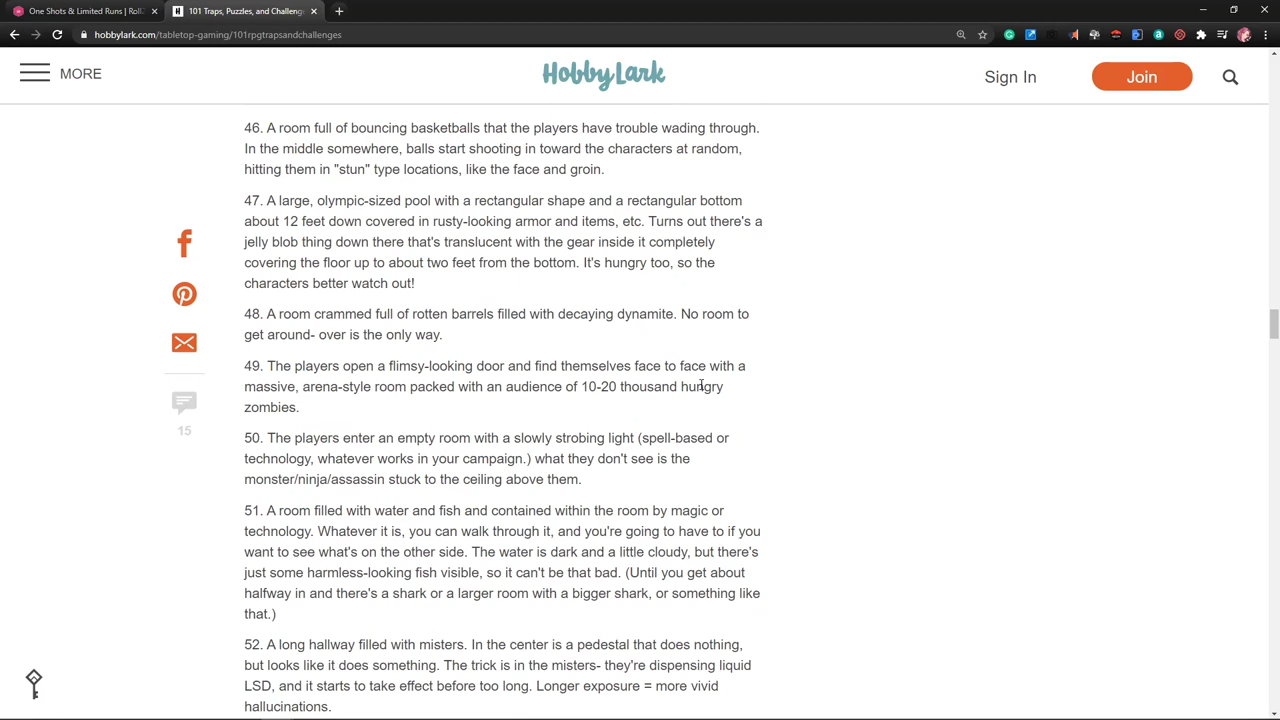 One Shots & Limited Runs | Roll
101 Traps, Puzzles, and Challeng
hobbylark.com/tabletop-gaming/101rpgtrapsandchallenges
MORE
HobbyLark
Sign In
Join
46. A room full of bouncing basketballs that the players have trouble wading through.
In the middle somewhere, balls start shooting in toward the characters at random,
hitting them in "stun" type locations, like the face and groin.
47. A large, olympic-sized pool with a rectangular shape and a rectangular bottom
about 12 feet down covered in rusty-looking armor and items, etc. Turns out there's a
jelly blob thing down there that's translucent with the gear inside it completely
covering the floor up to about two feet from the bottom. It's hungry too, so the
characters better watch out!
48. A room crammed full of rotten barrels filled with decaying dynamite. No room to
get around- over is the only way.
49. The players open a flimsy-looking door and find themselves face to face with a
massive, arena-style room packed with an audience of 10-20 thousand hungry
zombies.
15
50. The players enter an empty room with a slowly strobing light (spell-based or
technology, whatever works in your campaign.) what they don't see is the
monster/ninja/assassin stuck to the ceiling above them.
51. A room filled with water and fish and contained within the room by magic or
technology. Whatever it is, you can walk through it, and you're going to have to if you
want to see what's on the other side. The water is dark and a little cloudy, but there's
just some harmless-looking fish visible, so it can't be that bad. (Until you get about
halfway in and there's a shark or a larger room with a bigger shark, or something like
that.)
52. A long hallway filled with misters. In the center is a pedestal that does nothing,
but looks like it does something. The trick is in the misters- they're dispensing liquid
LSD, and it starts to take effect before too long. Longer exposure = more vivid
hallucinations.